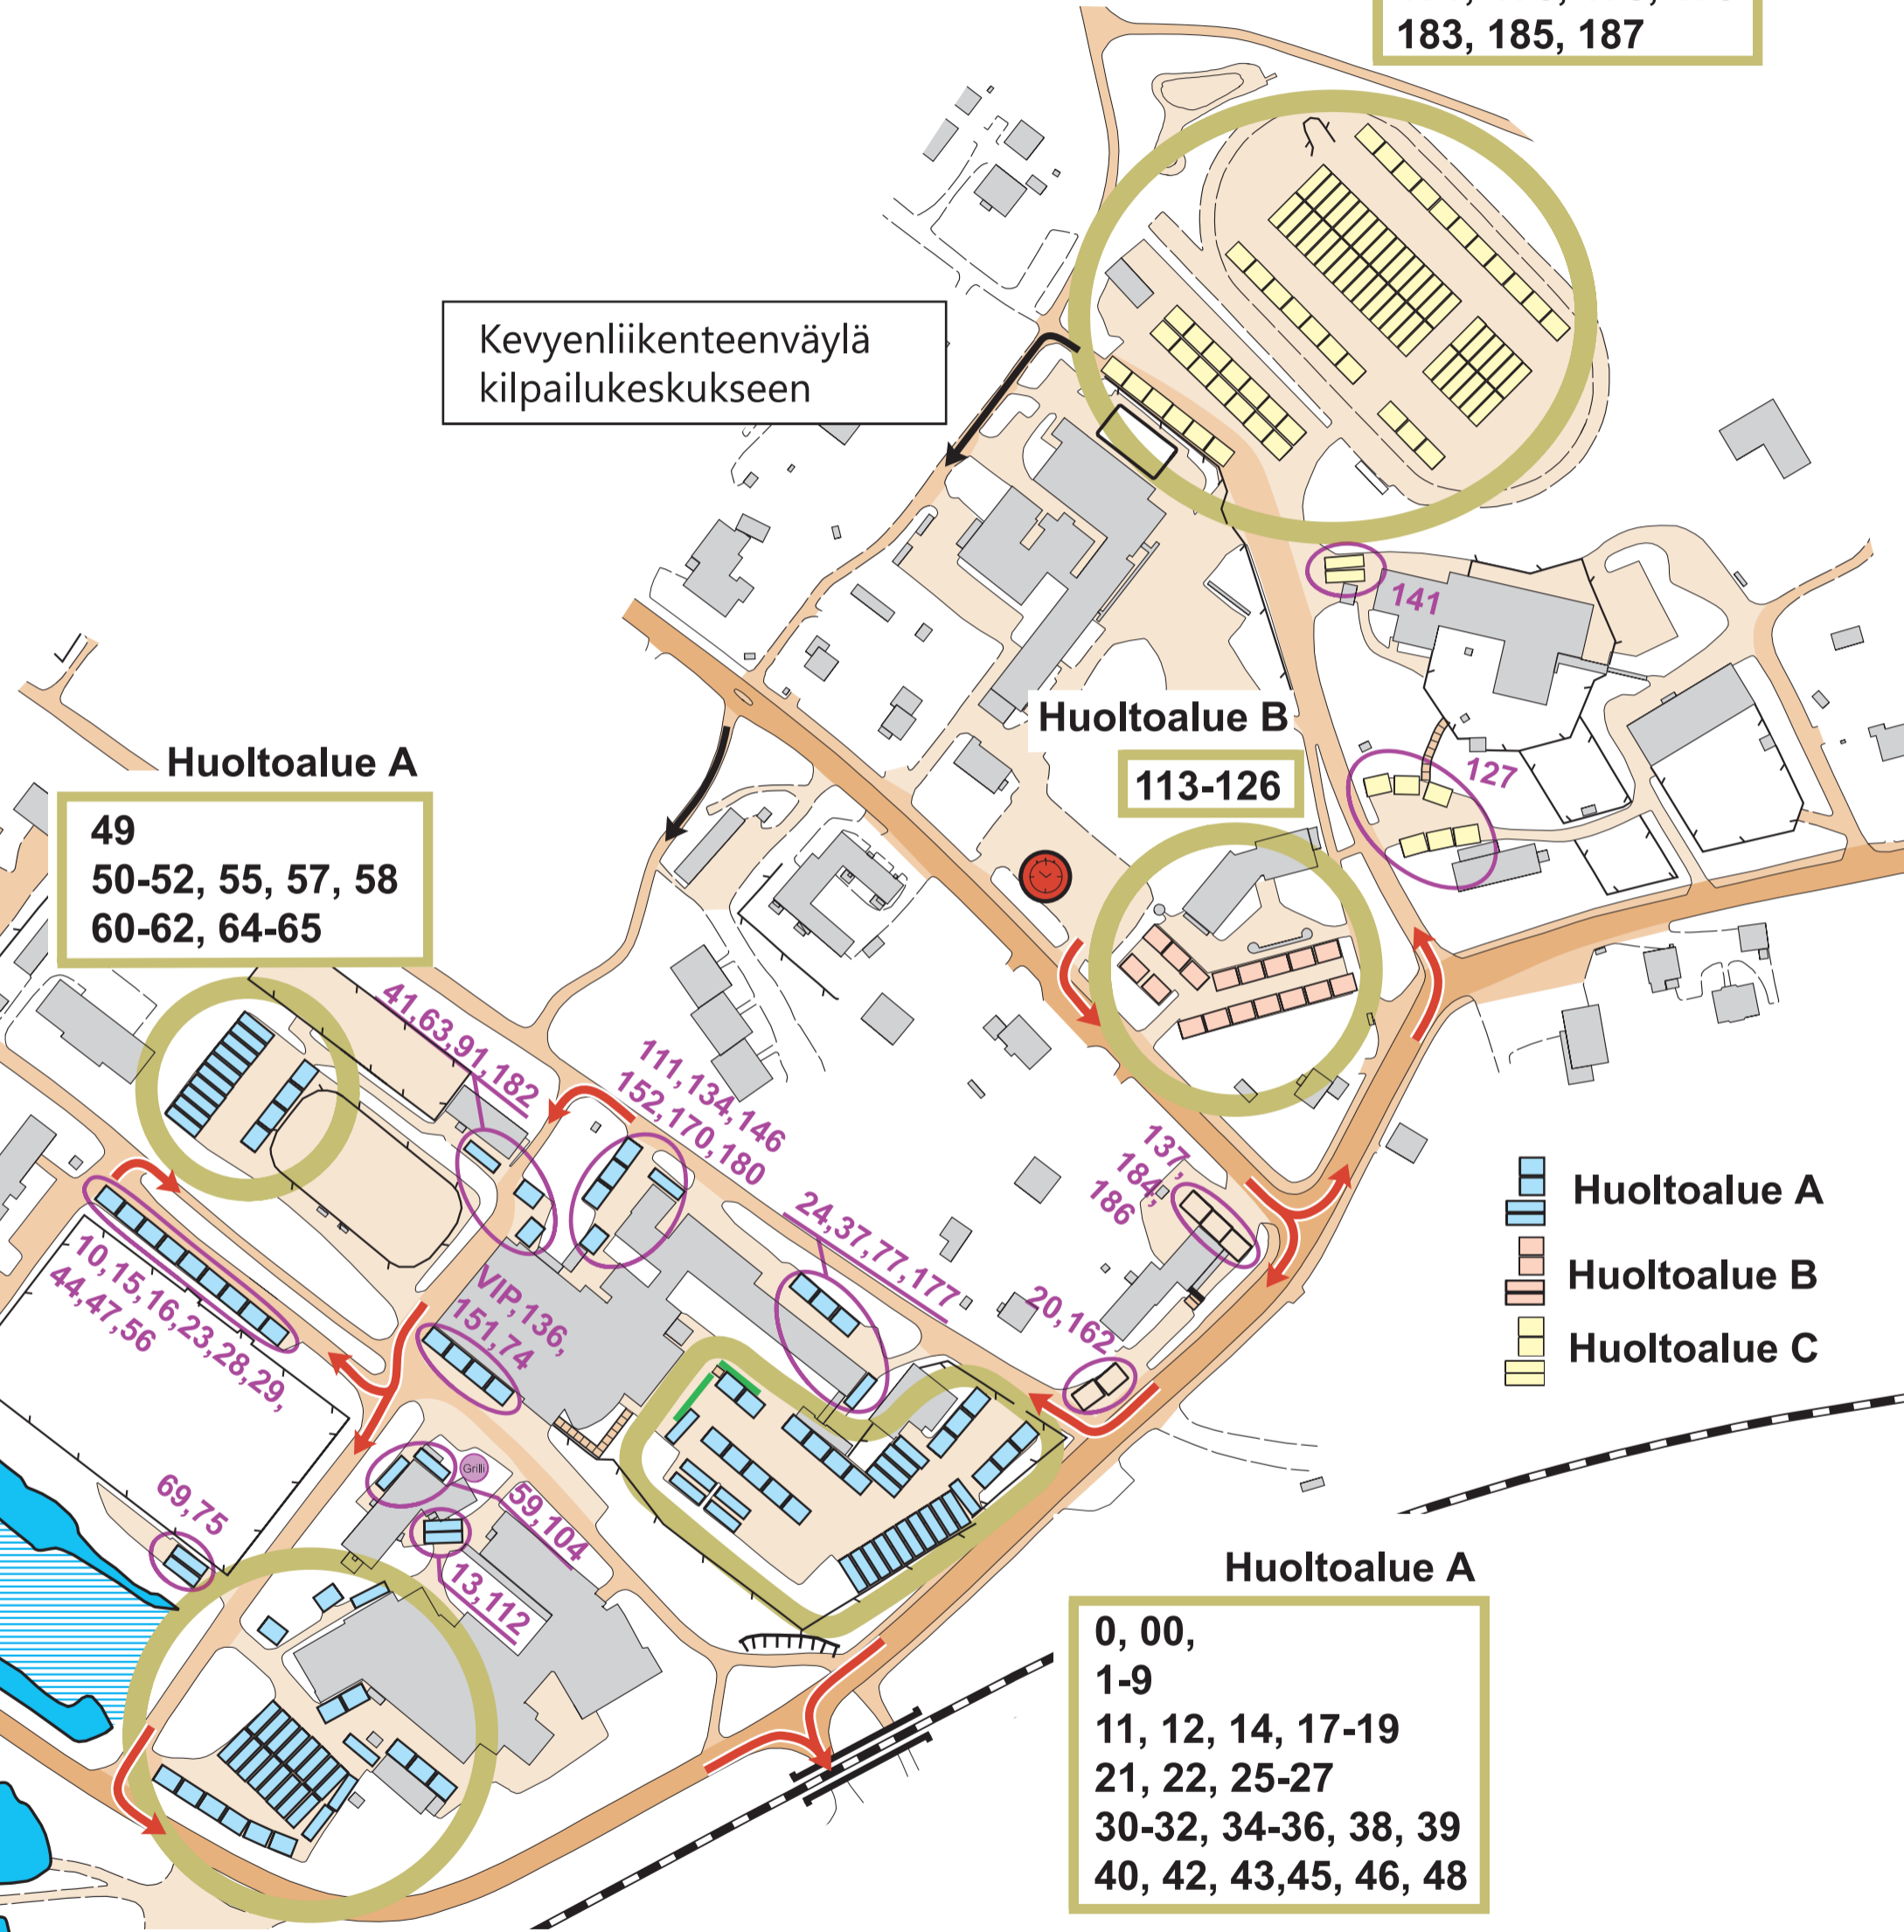 183, 185, 187
Kevyenliikenteenväylä
kilpailukeskukseen
141
Huoltoalue B
113-126
127
Huoltoalue A
49
50-52, 55, 57, 58
60-62, 64-65
41,63,91,182
111,134,146
152,170,180
137,
184,
186
24,37,77,177
20,162
10,15,16,23,28,29,
44,47,56
VIP,136,
151,74
Grilli
69,75
59,104
13,112
Huoltoalue A
Huoltoalue B
Huoltoalue C
Huoltoalue A
0, 00,
1-9
11, 12, 14, 17-19
21, 22, 25-27
30-32, 34-36, 38, 39
40, 42, 43,45, 46, 48